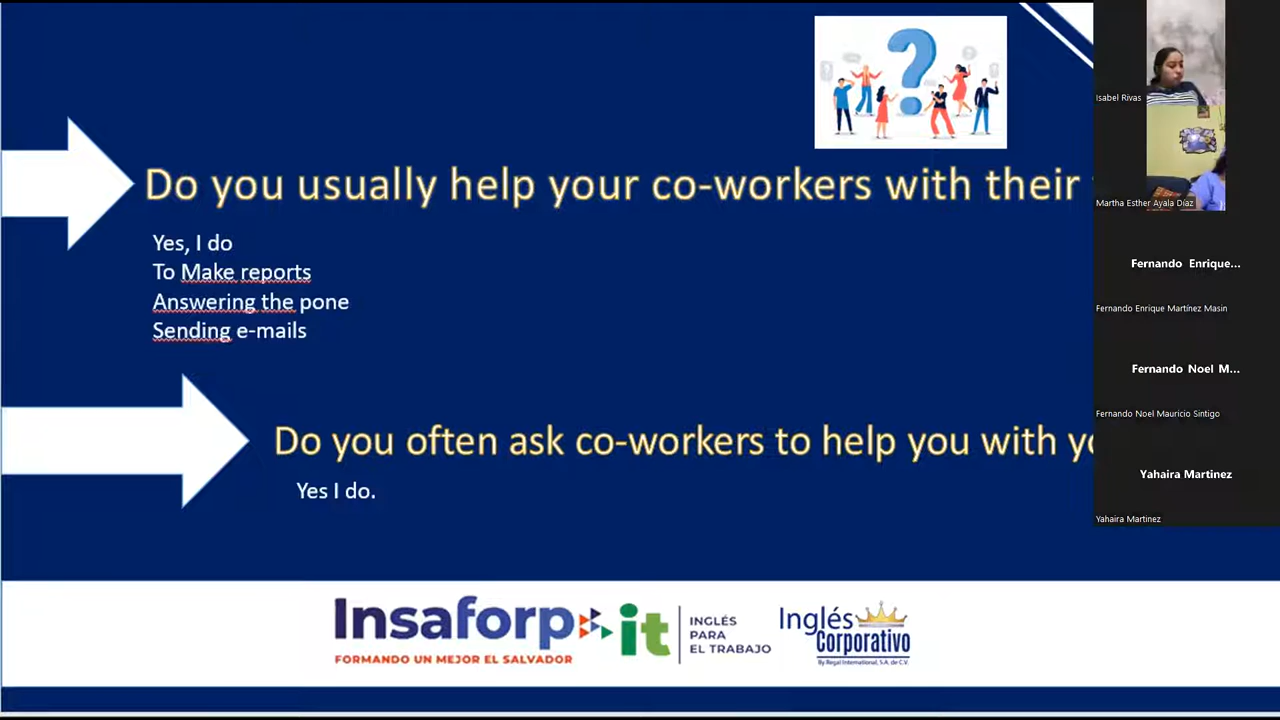 Do you usually help your co-workers with their
Yes, I do
To Make reports
Answering the pone
Sending e-mails
Do you often ask co-workers to help you with yo
Yes I do.
Insaforp
FORMANDO UN MEJOR EL SALVADOR
it
INGLÉS
PARA
EL TRABAJO
Inglés
Corporativo
By Regal International, S.A. de C.V.
Isabel Rivas
Martha Esther Ayala Díaz
Fernando Enrique...
Fernando Enrique Martínez Masin
Fernando Noel M...
Fernando Noel Mauricio Sintigo
Yahaira Martinez
Yahaira Martinez